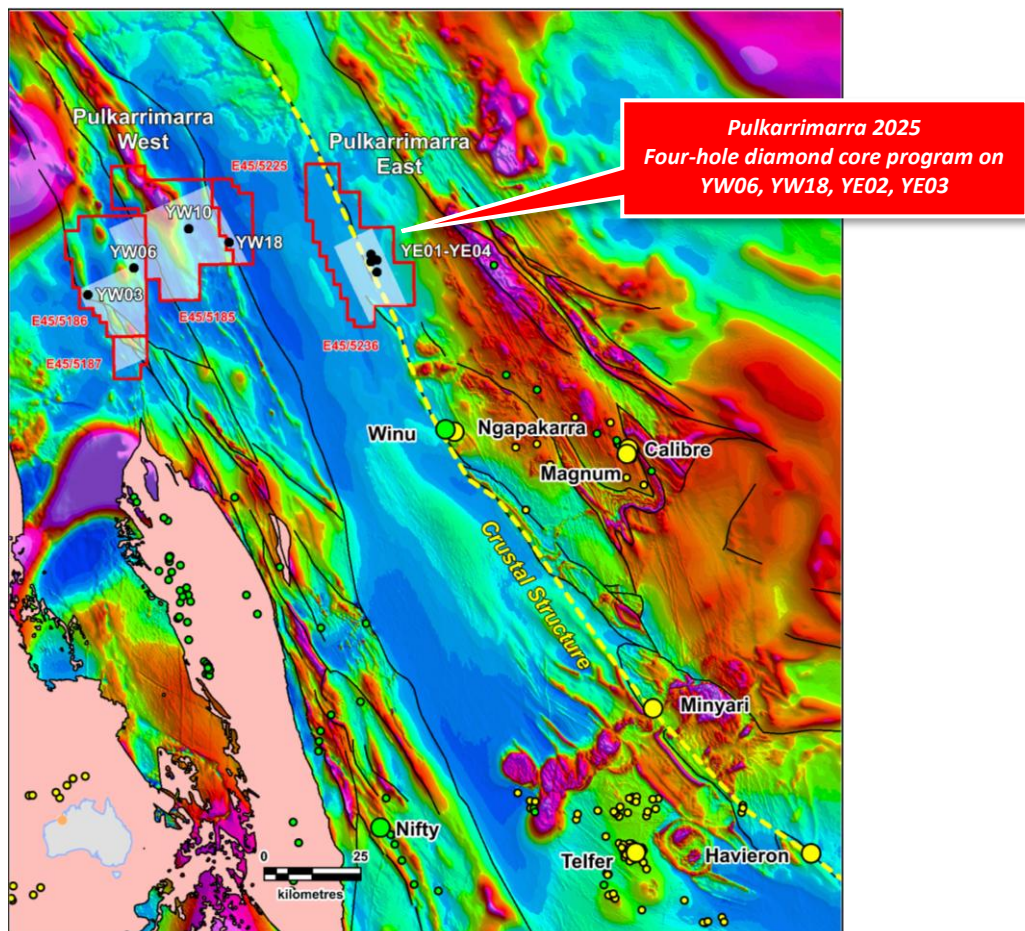 Pulkarrimarra
West
E45/5225
Pulkarrimarra
East
Pulkarrimarra 2025
Four-hole diamond core program on
YW06, YW18, YE02, YE03
YW10
YW18
YW06
YE01-YE04
YW03
E45/5186
E45/5185
E45/5236
E45/5187
Winu
Ngapakarra
Calibre
Magnum
Crustal Structure
Minyari
Nifty
Telfer
Havieron
0 25
kilometres